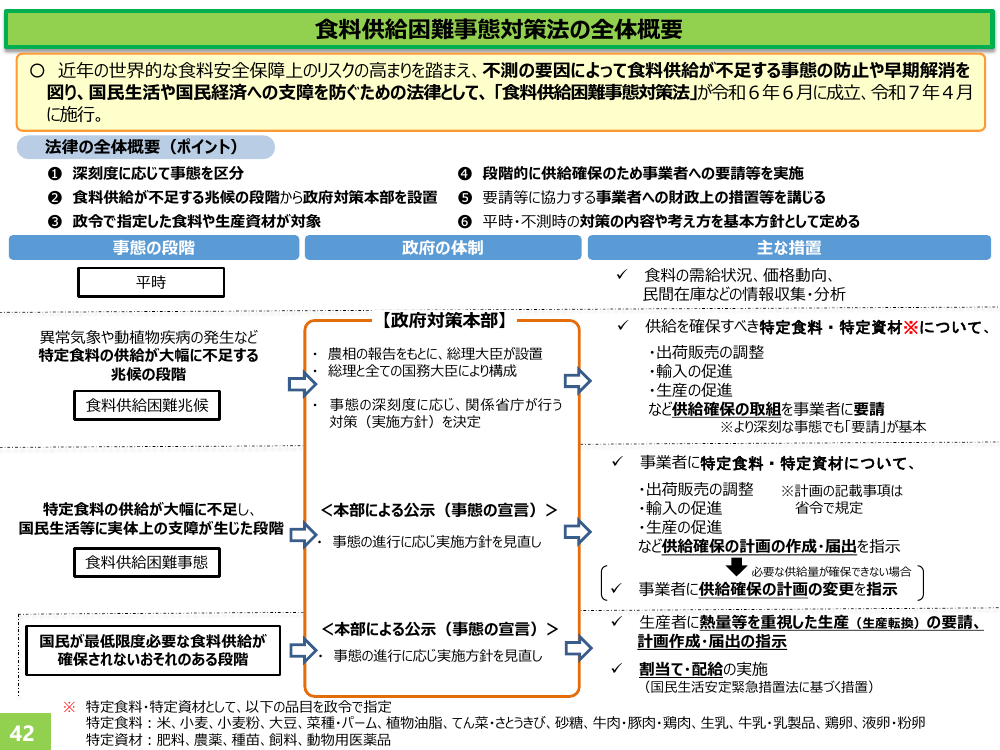 食料供給困難事態対策法の全体概要
○　近年の世界的な食料安全保障上のリスクの高まりを踏まえ、不測の要因によって食料供給が不足する事態の防止や早期解消を
図り、国民生活や国民経済への支障を防ぐための法律として、「食料供給困難事態対策法」が令和６年６月に成立、令和７年４月
に施行。
法律の全体概要（ポイント）
❶ 深刻度に応じて事態を区分
❷ 食料供給が不足する兆候の段階から政府対策本部を設置
❸ 政令で指定した食料や生産資材が対象
❹ 段階的に供給確保のため事業者への要請等を実施
❺ 要請等に協力する事業者への財政上の措置等を講じる
❻ 平時・不測時の対策の内容や考え方を基本方針として定める
事態の段階
政府の体制
主な措置
平時
✓ 食料の需給状況、価格動向、
民間在庫などの情報収集・分析
異常気象や動植物疾病の発生など
特定食料の供給が大幅に不足する
兆候の段階
食料供給困難兆候
【政府対策本部】
・ 農相の報告をもとに、総理大臣が設置
・ 総理と全ての国務大臣により構成
・ 事態の深刻度に応じ、関係省庁が行う
対策（実施方針）を決定
✓ 供給を確保すべき特定食料・特定資材※について、
・出荷販売の調整
・輸入の促進
・生産の促進
など供給確保の取組を事業者に要請
※より深刻な事態でも「要請」が基本
特定食料の供給が大幅に不足し、
国民生活等に実体上の支障が生じた段階
食料供給困難事態
＜本部による公示（事態の宣言）＞
・ 事態の進行に応じ実施方針を見直し
✓ 事業者に特定食料・特定資材について、
・出荷販売の調整　※計画の記載事項は
・輸入の促進　省令で規定
・生産の促進
など供給確保の計画の作成・届出を指示
必要な供給量が確保できない場合
✓ 事業者に供給確保の計画の変更を指示
国民が最低限度必要な食料供給が
確保されないおそれのある段階
＜本部による公示（事態の宣言）＞
・ 事態の進行に応じ実施方針を見直し
✓ 生産者に熱量等を重視した生産（生産転換）の要請、
計画作成・届出の指示
✓ 割当て・配給の実施
（国民生活安定緊急措置法に基づく措置）
※ 特定食料・特定資材として、以下の品目を政令で指定
特定食料：米、小麦、小麦粉、大豆、菜種・パーム、植物油脂、てん菜・さとうきび、砂糖、牛肉・豚肉・鶏肉、生乳、牛乳・乳製品、鶏卵、液卵・粉卵
特定資材：肥料、農薬、種苗、飼料、動物用医薬品
42